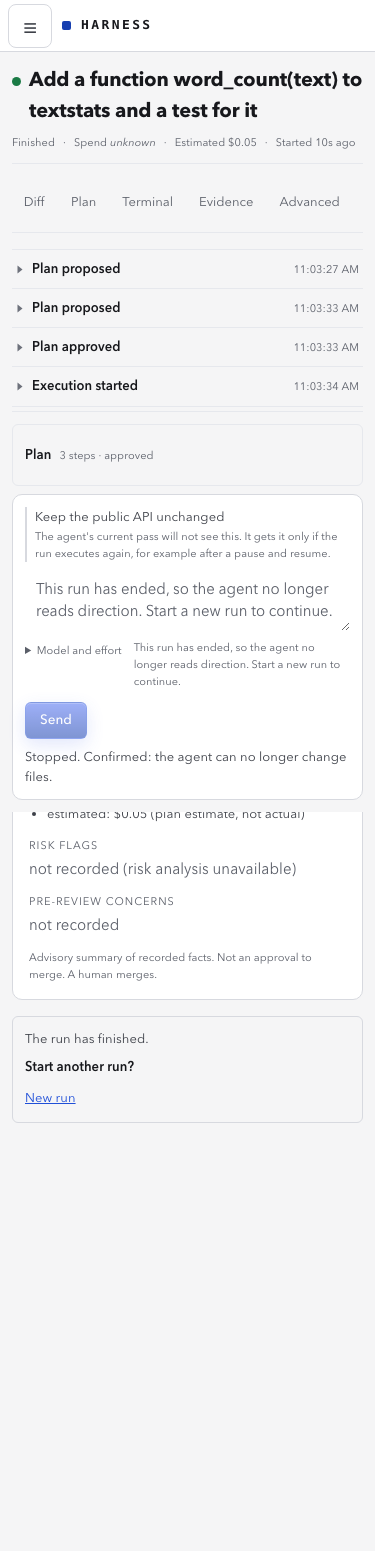 HARNESS
Add a function word_count(text) to
textstats and a test for it
Finished · Spend unknown · Estimated $0.05 · Started 10s ago
Diff Plan Terminal Evidence Advanced
Plan proposed 11:03:27 AM
Plan proposed 11:03:33 AM
Plan approved 11:03:33 AM
Execution started 11:03:34 AM
Plan 3 steps · approved
Keep the public API unchanged
The agent's current pass will not see this. It gets it only if the
run executes again, for example after a pause and resume.
This run has ended, so the agent no longer
reads direction. Start a new run to continue.
Model and effort
This run has ended, so the agent no
longer reads direction. Start a new run to
continue.
Send
Stopped. Confirmed: the agent can no longer change
files.
estimated: $0.05 (plan estimate, not actual)
RISK FLAGS
not recorded (risk analysis unavailable)
PRE-REVIEW CONCERNS
not recorded
Advisory summary of recorded facts. Not an approval to
merge. A human merges.
The run has finished.
Start another run?
New run